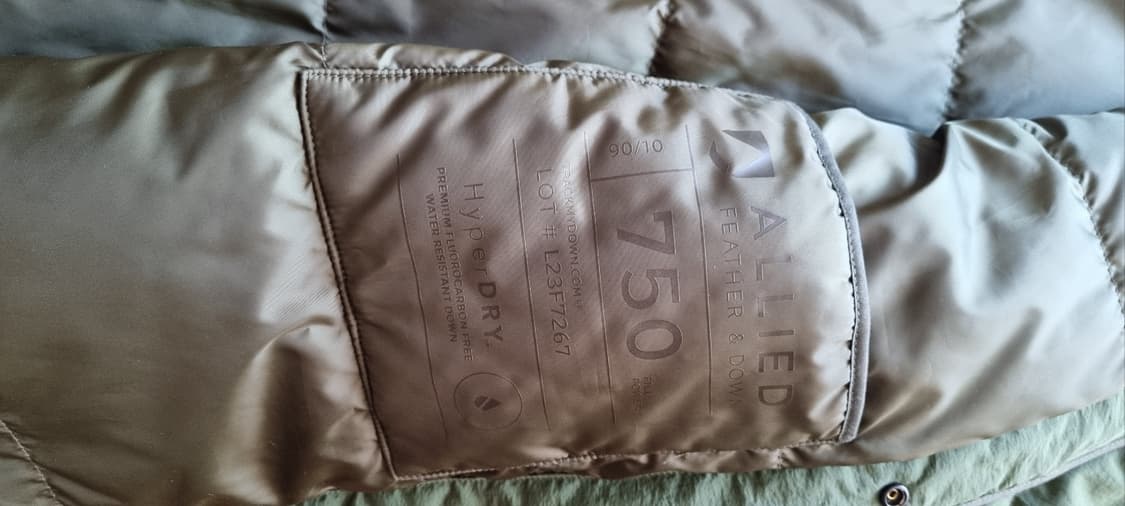 ALLIED
FEATHER & DOWN
90/10
750 FILL
POWER
TRACKMYDOWN.COM
LOT # L23F7267
HyperDRY.
PREMIUM FLUOROCARBON FREE
WATER RESISTANT DOWN